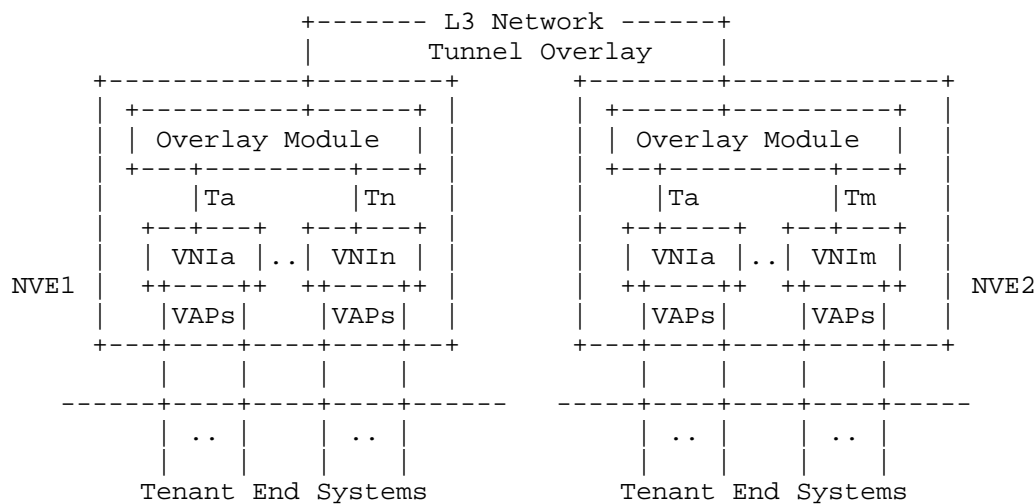 L3 Network
Tunnel Overlay
Overlay Module Overlay Module
Ta Tn Ta Tm
VNIa .. VNIn VNIa .. VNIm
NVE1 NVE2
VAPs VAPs VAPs VAPs
.. .. .. ..
Tenant End Systems Tenant End Systems